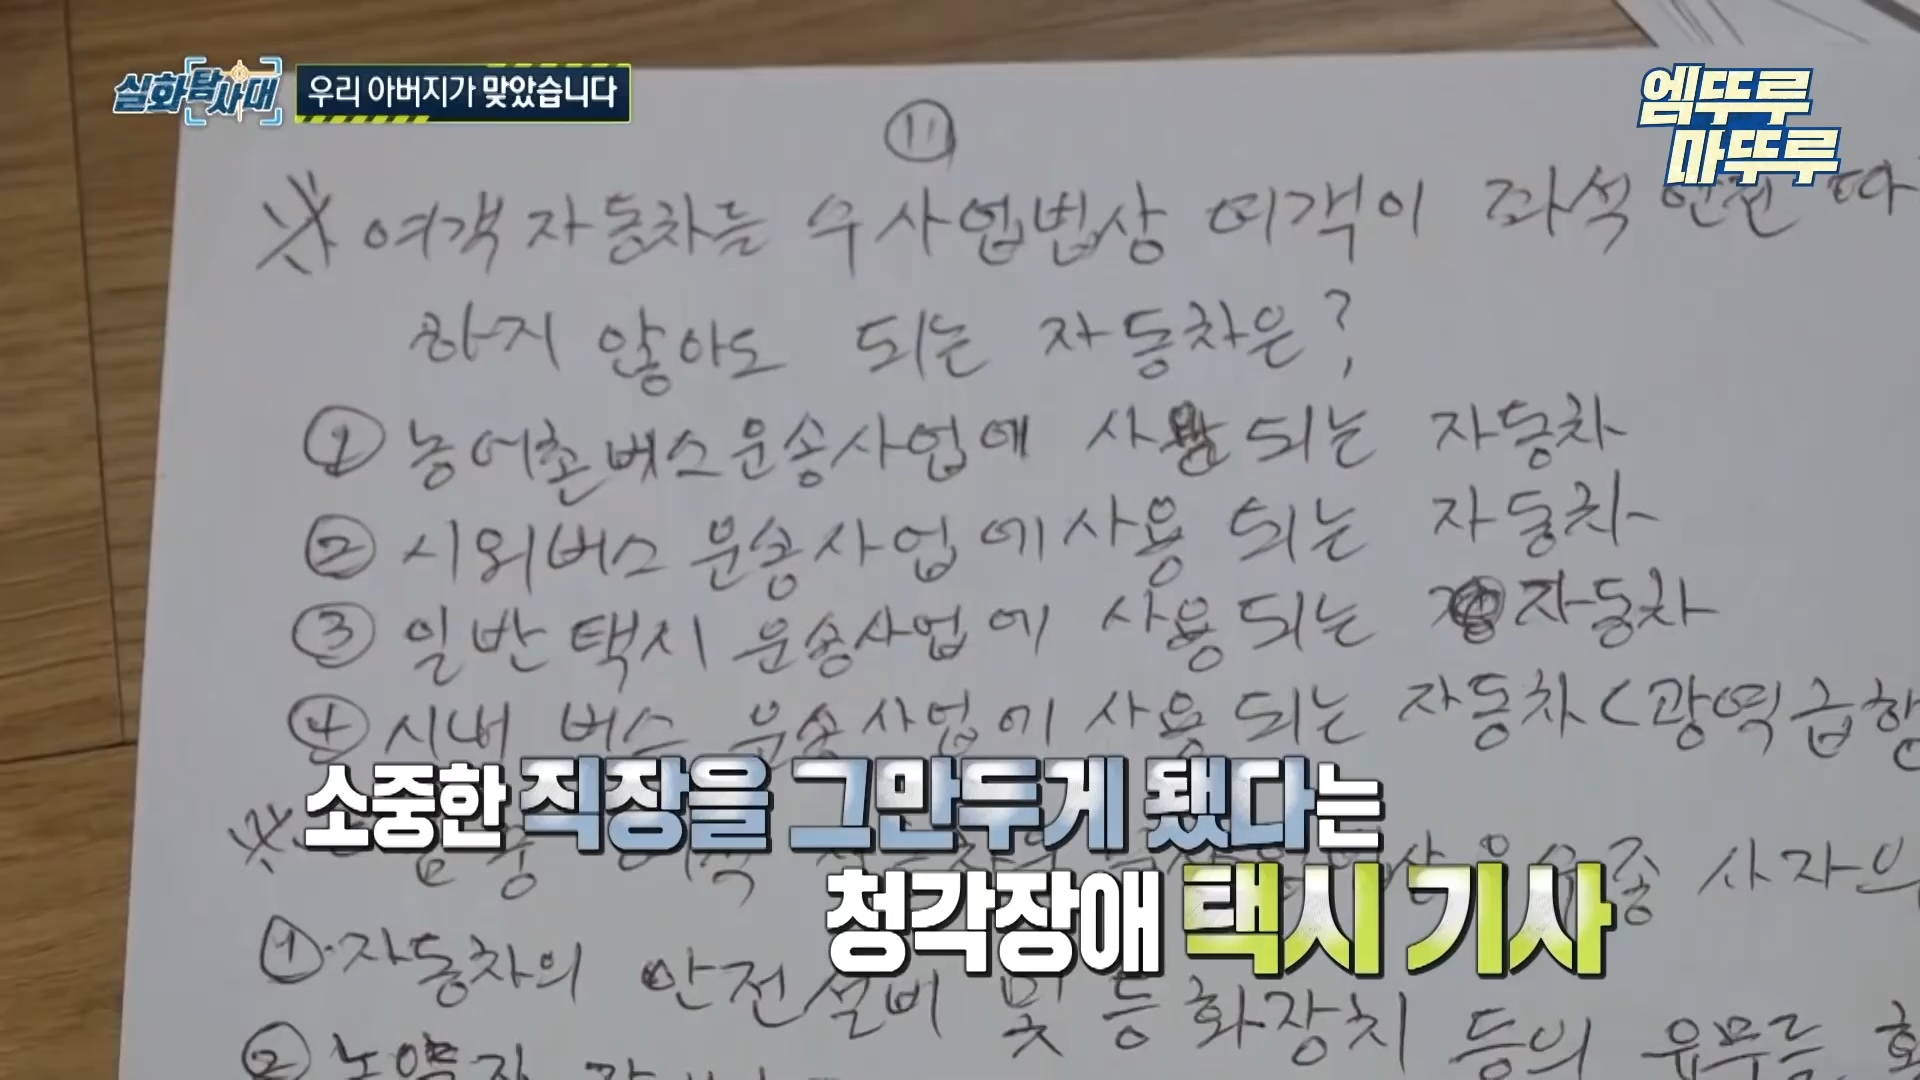 실화탐사대 우리 아버지가 맞았습니다
엠뚜루
마뚜루
11
※ 여객자동차는 수사업법상 여객이 좌석
하지 않아도 되는 자동차은?
① 농어촌버스운송사업에 사용되는 자동차
② 시외버스 운송사업에 사용 되는 자동차
③ 일반택시 운송사업에 사용되는 자동차
④ 시내 버스 운송사업에 사용되는 자동차 (광역급행
소중한 직장을 그만두게 됐다는
청각장애 택시 기사
① 자동차의 안전설비 및 등화장치 등의 유무를
②